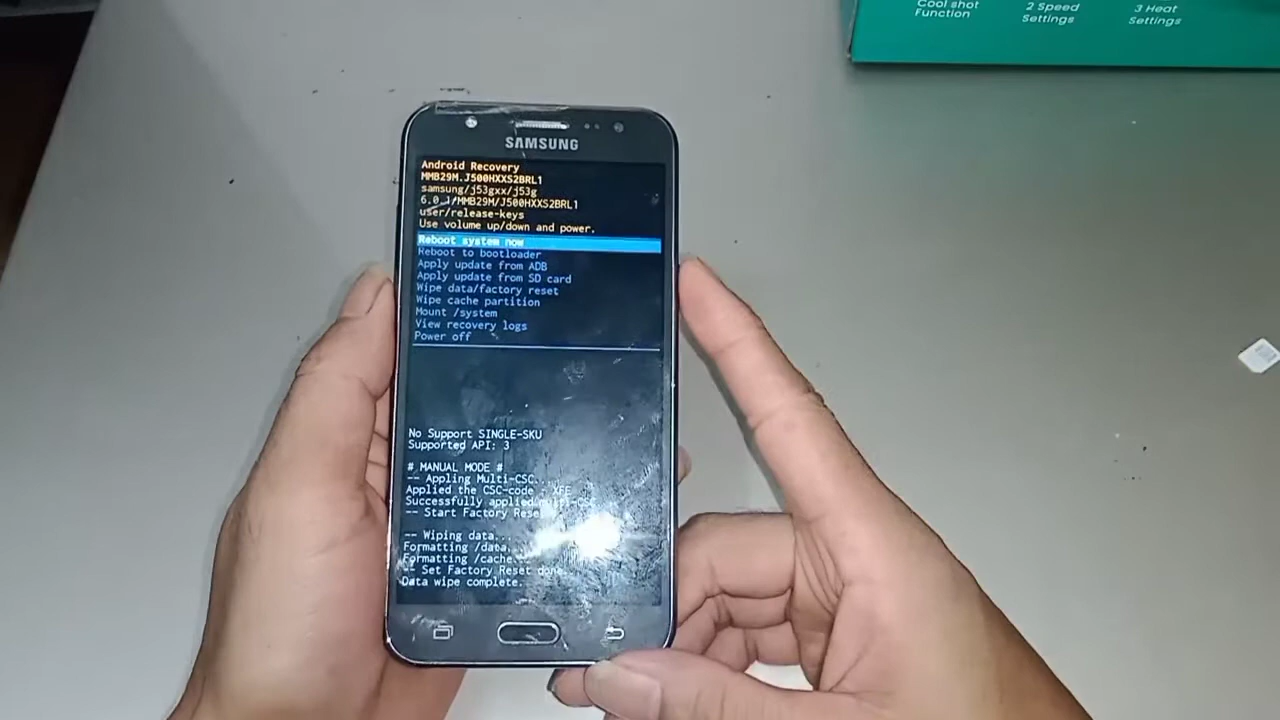 Cool shot
Function
2 Speed
Settings
3 Heat
Settings
SAMSUNG
Android Recovery
MMB29M.J500HXXS2BRL1
samsung/j53gxx/j53g
6.0.1/MMB29M/J500HXXS2BRL1
user/release-keys
Use volume up/down and power.
Reboot system now
Reboot to bootloader
Apply update from ADB
Apply update from SD card
Wipe data/factory reset
Wipe cache partition
Mount /system
View recovery logs
Power off
No Support SINGLE-SKU
Supported API: 3
# MANUAL MODE #
-- Appling Multi-CSC...
Applied the CSC-code : XFE
Successfully applied multi-CSC
-- Start Factory Reset
-- Wiping data...
Formatting /data...
Formatting /cache...
-- Set Factory Reset done...
Data wipe complete.